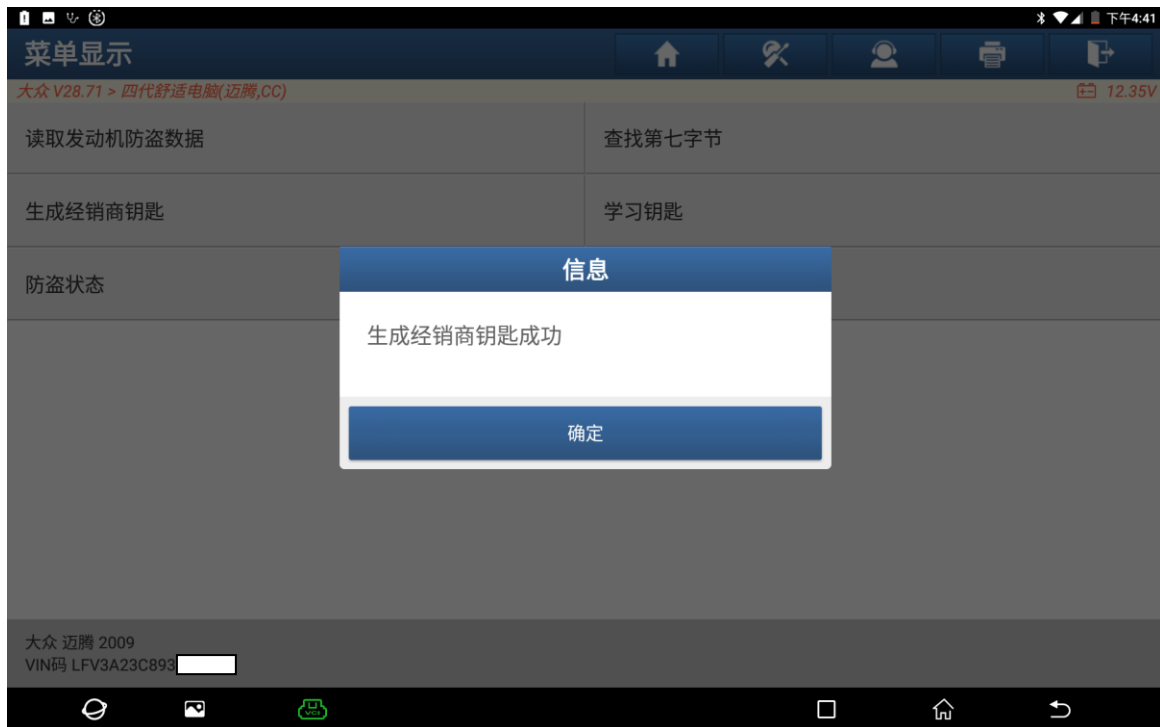 下午4:41
菜单显示
大众 V28.71 > 四代舒适电脑(迈腾,CC)
12.35V
读取发动机防盗数据
查找第七字节
生成经销商钥匙
学习钥匙
防盗状态
信息
生成经销商钥匙成功
确定
大众 迈腾 2009
VIN码 LFV3A23C893
VCI